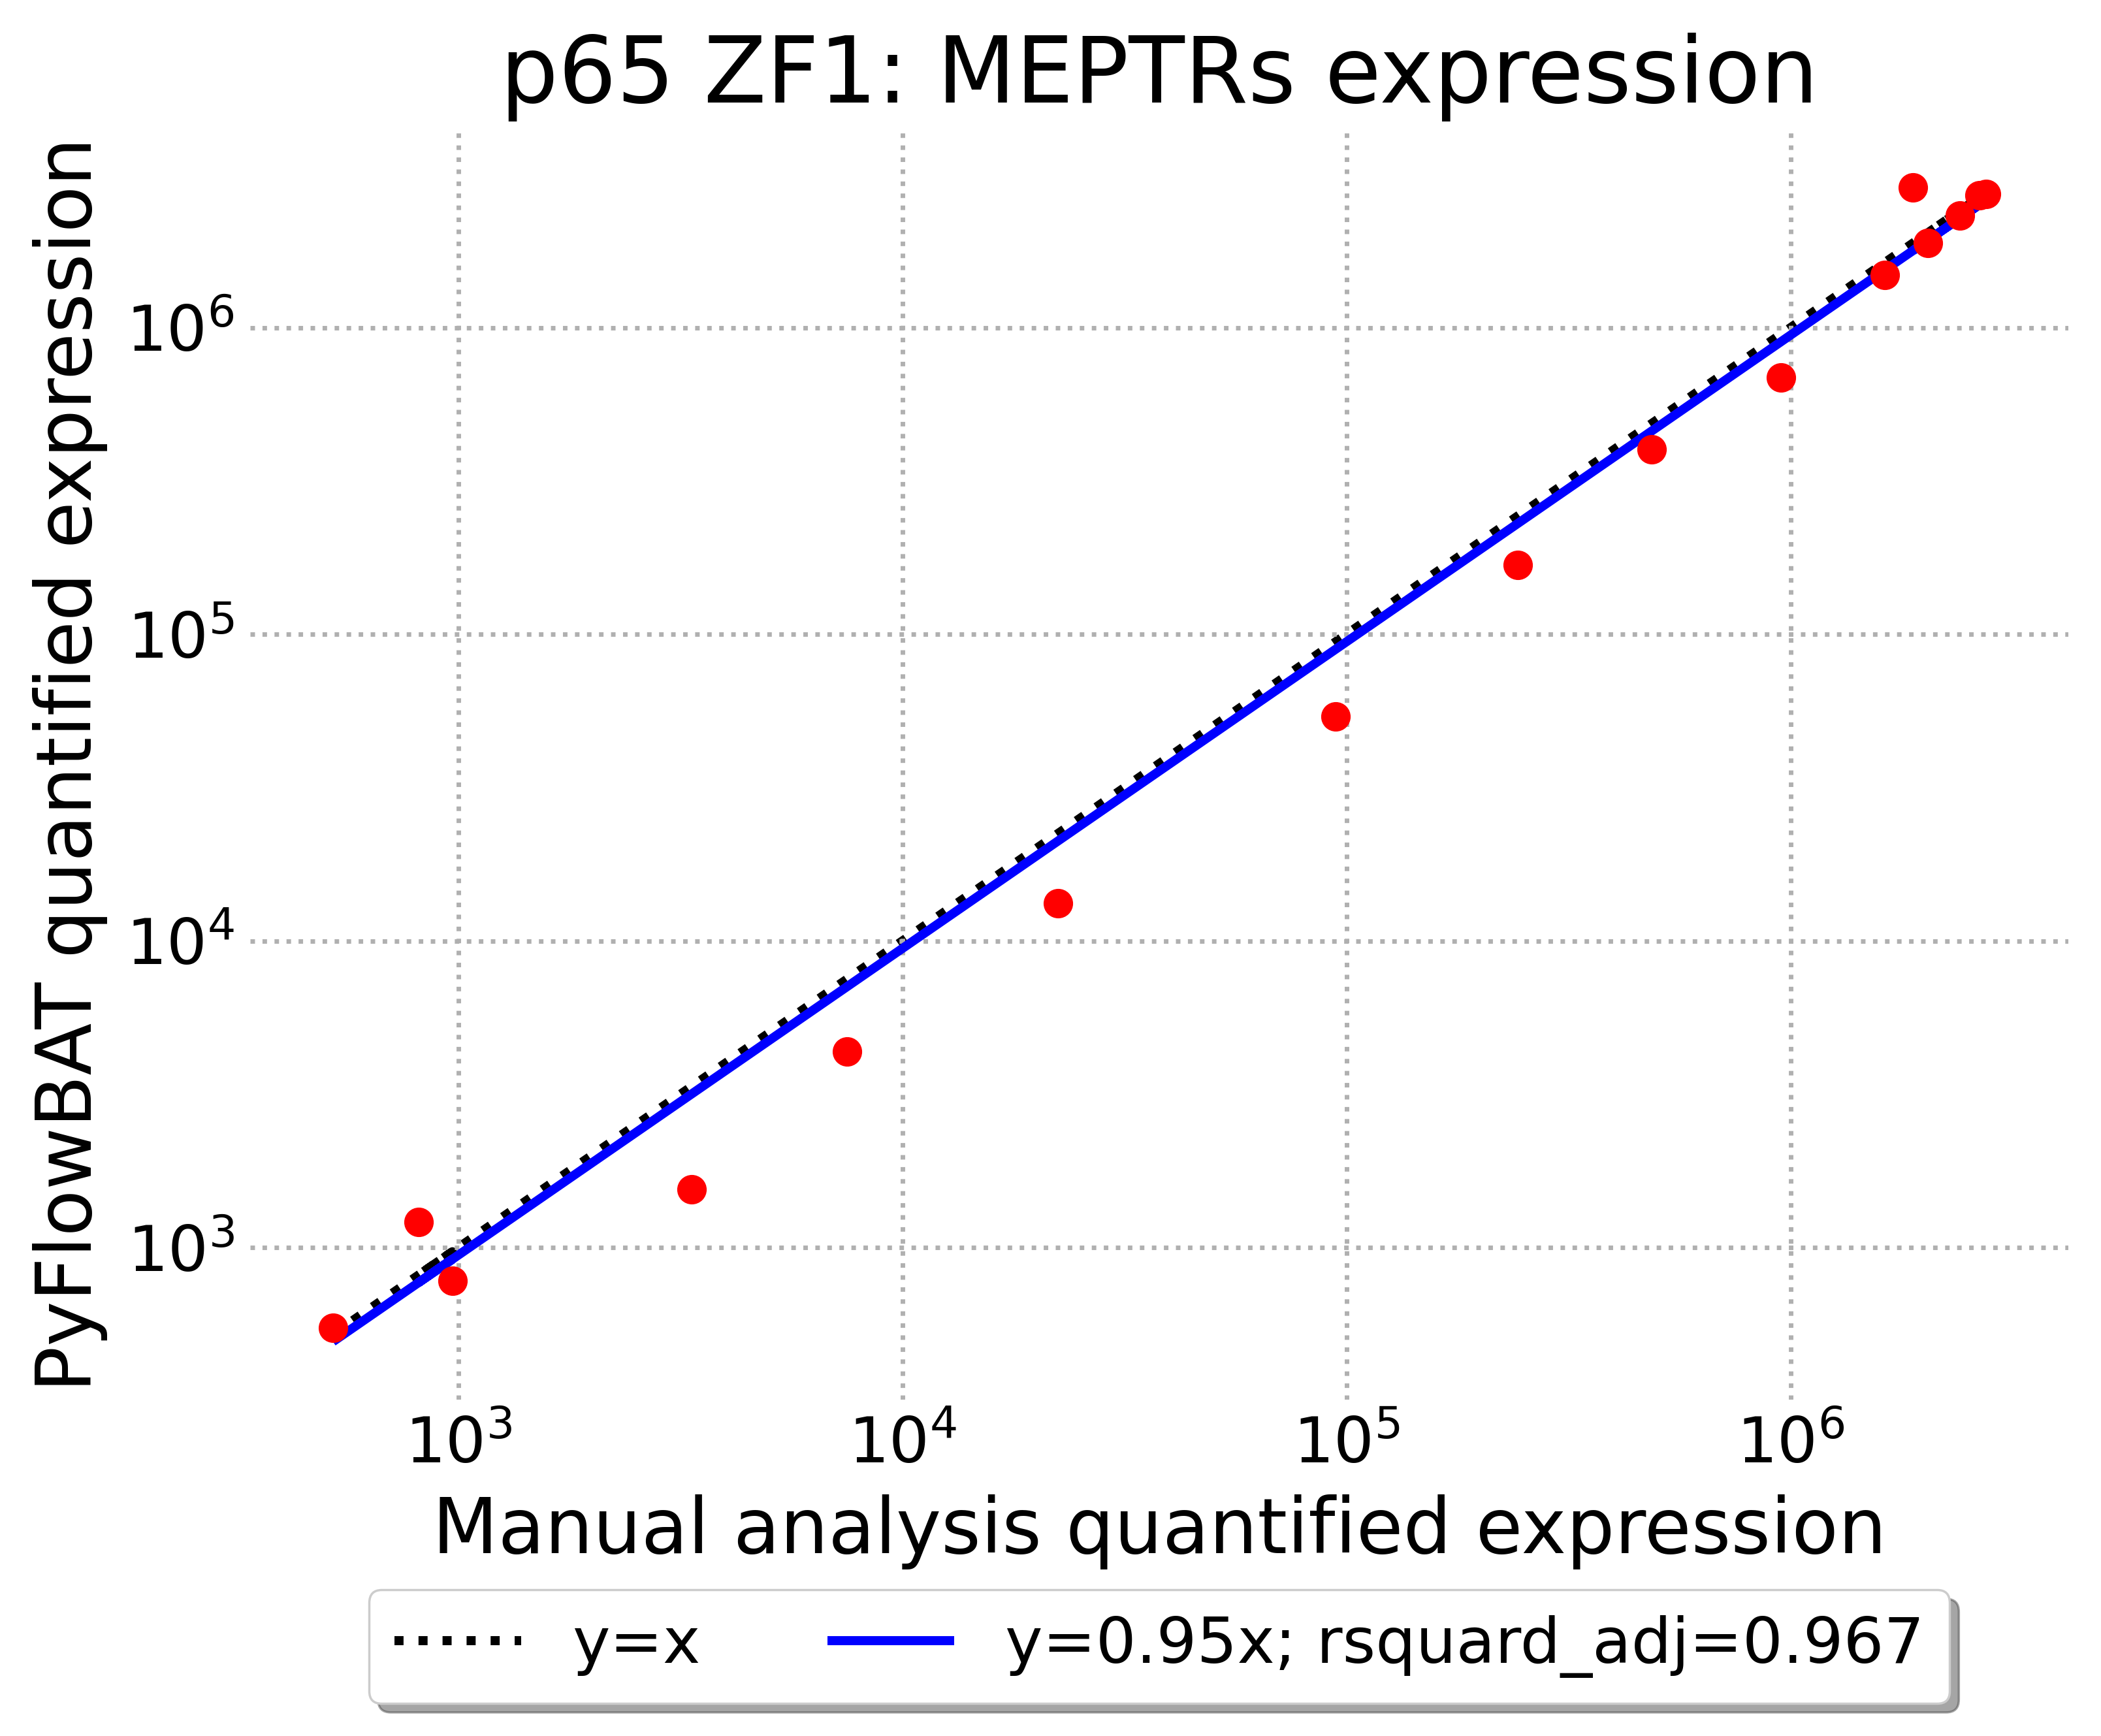 p65 ZF1: MEPTRs expression
PyFlowBAT quantified expression
10⁶
10⁵
10⁴
10³
10³ 10⁴ 10⁵ 10⁶
Manual analysis quantified expression
y=x y=0.95x; rsquard_adj=0.967